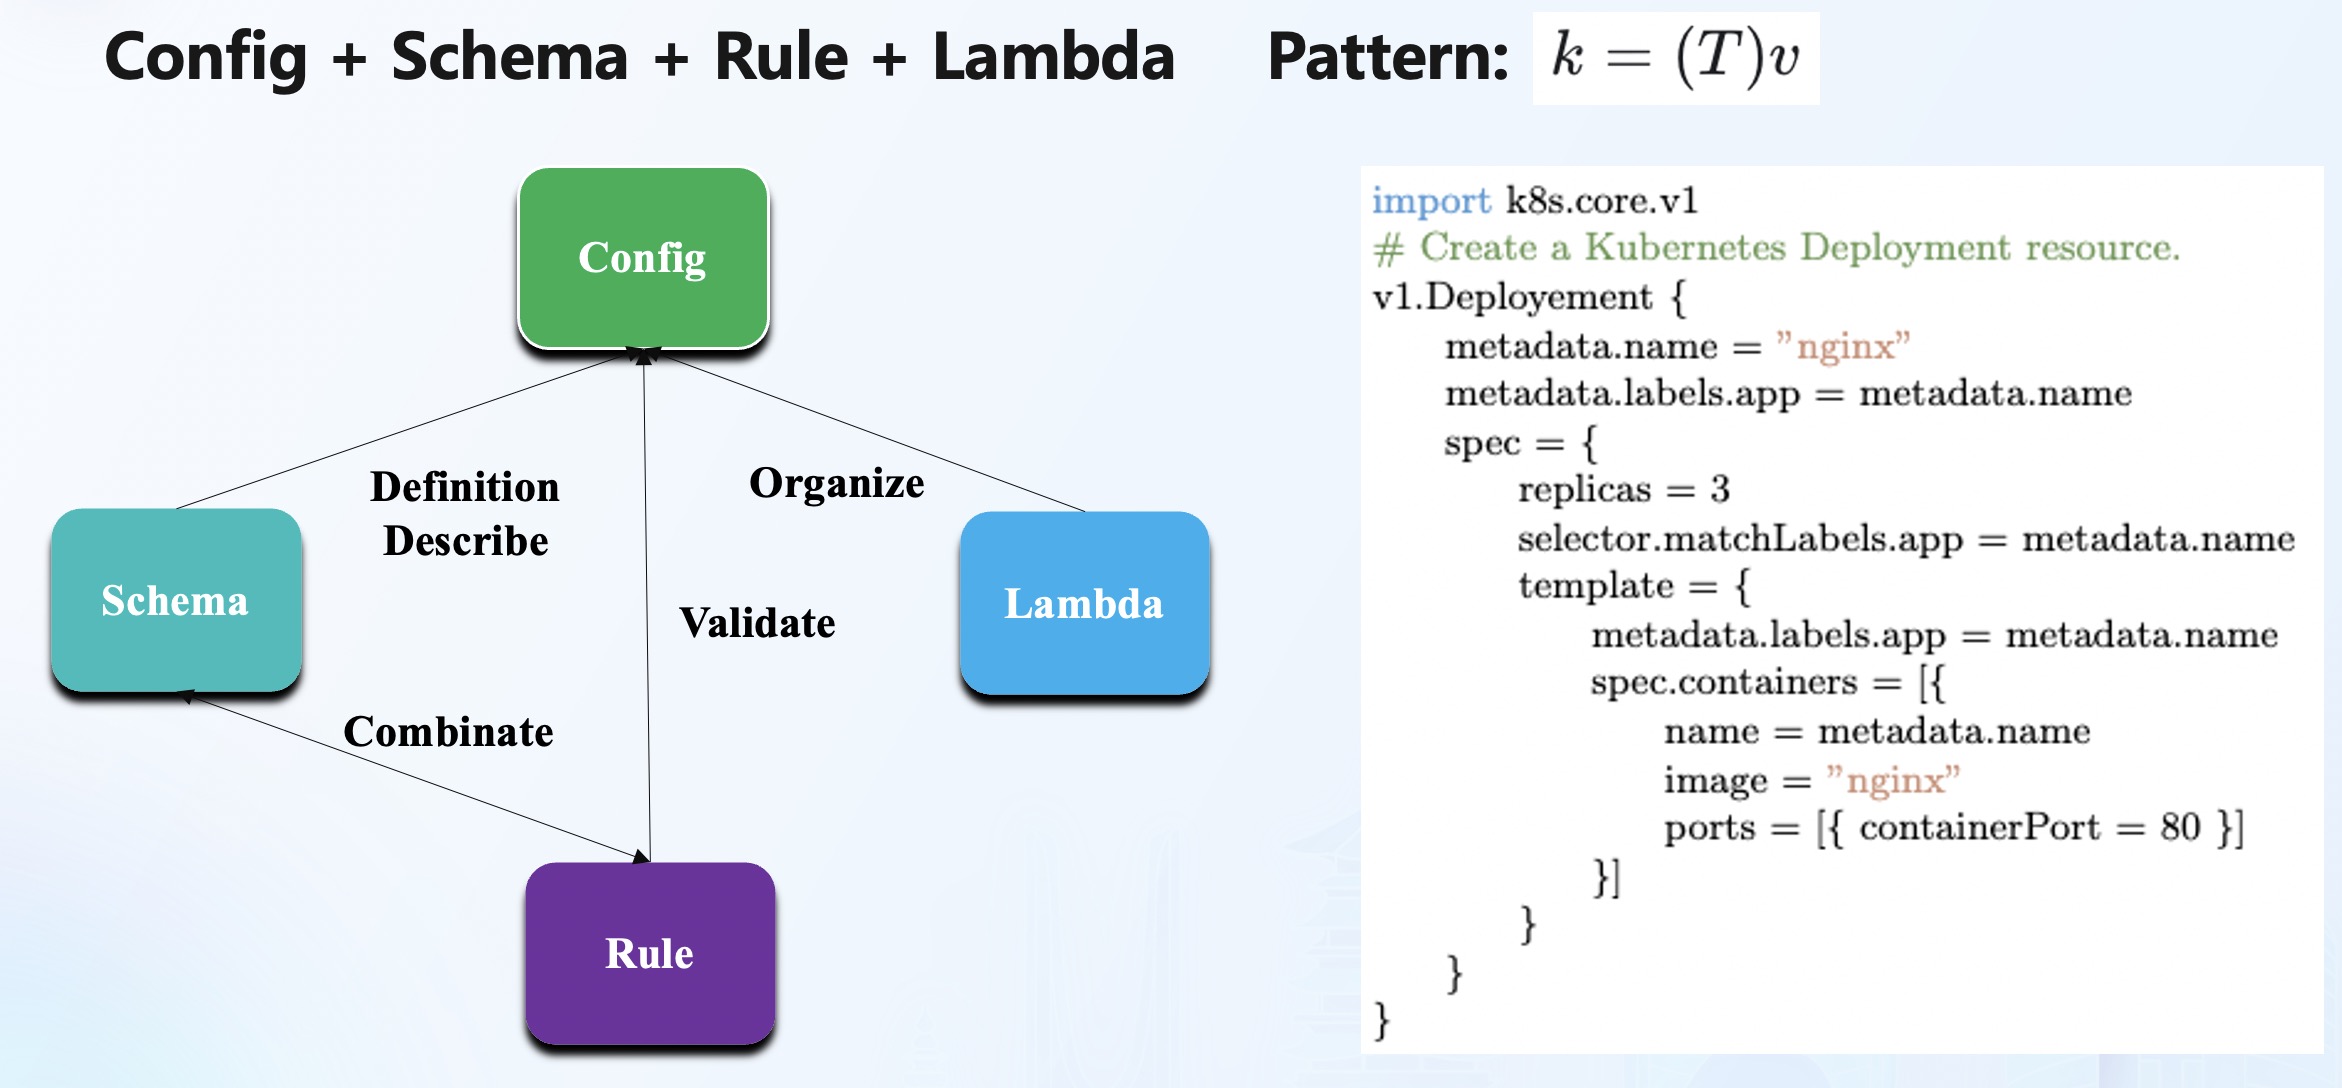 Config + Schema + Rule + Lambda Pattern: k = (T)v
Config
Definition
Describe
Organize
Schema
Validate
Lambda
Combinate
Rule
import k8s.core.v1
# Create a Kubernetes Deployment resource.
v1.Deployement {
metadata.name = ”nginx”
metadata.labels.app = metadata.name
spec = {
replicas = 3
selector.matchLabels.app = metadata.name
template = {
metadata.labels.app = metadata.name
spec.containers = [{
name = metadata.name
image = ”nginx”
ports = [{ containerPort = 80 }]
}]
}
}
}